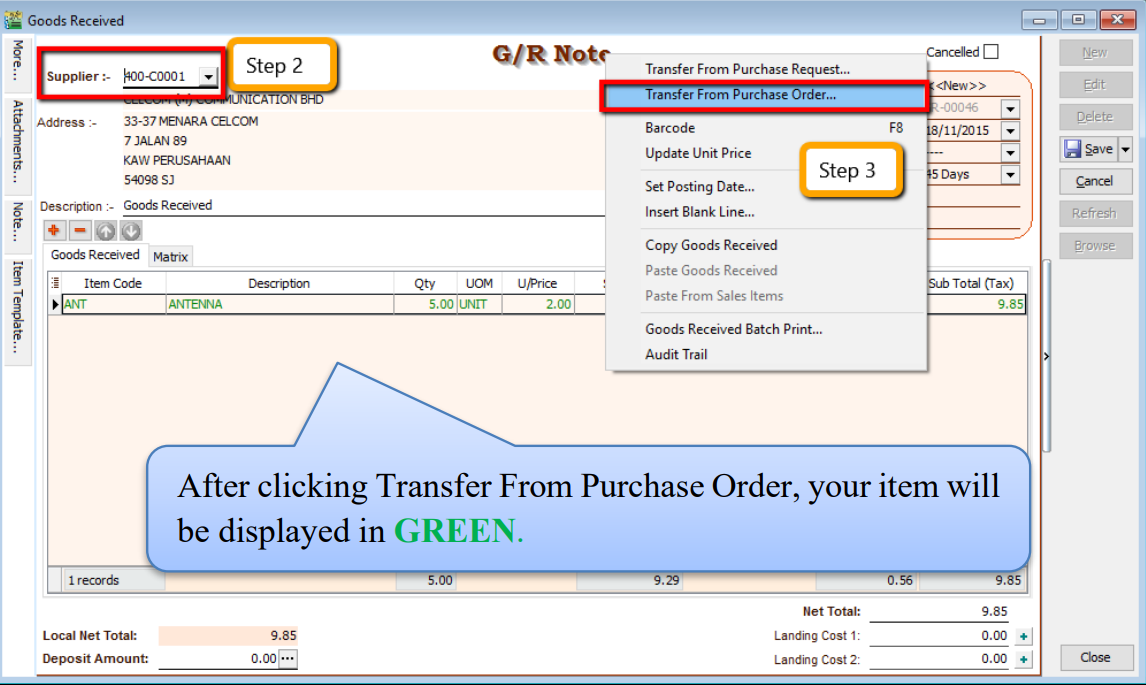 Goods Received
More...
Attachments...
Note...
Item Template...
G/R Note
Cancelled
Supplier :- 400-C0001
Step 2
CELCOM (M) COMMUNICATION BHD
Address :- 33-37 MENARA CELCOM
7 JALAN 89
KAW PERUSAHAAN
54098 SJ
Description :- Goods Received
<<New>>
R-00046
18/11/2015
----
45 Days
Transfer From Purchase Request...
Transfer From Purchase Order...
Barcode F8
Update Unit Price
Step 3
Set Posting Date...
Insert Blank Line...
Copy Goods Received
Paste Goods Received
Paste From Sales Items
Goods Received Batch Print...
Audit Trail
New
Edit
Delete
Save
Cancel
Refresh
Browse
Goods Received Matrix
Item Code Description Qty UOM U/Price Sub Total (Tax)
ANT ANTENNA 5.00 UNIT 2.00 9.85
After clicking Transfer From Purchase Order, your item will
be displayed in GREEN.
1 records 5.00 9.29 0.56 9.85
Net Total: 9.85
Local Net Total: 9.85
Landing Cost 1: 0.00
Deposit Amount: 0.00
Landing Cost 2: 0.00
Close